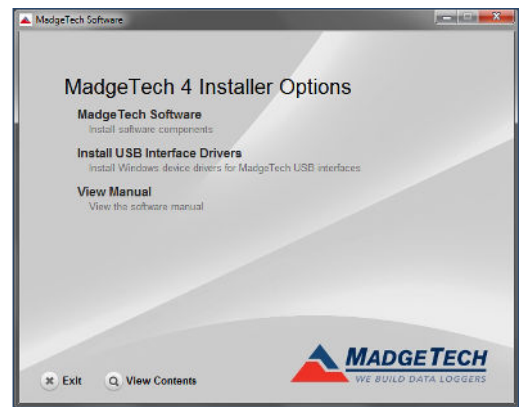 MadgeTech Software
MadgeTech 4 Installer Options
MadgeTech Software
Install software components
Install USB Interface Drivers
Install Windows device drivers for MadgeTech USB interfaces
View Manual
View the software manual
Exit
View Contents
MADGETECH
WE BUILD DATA LOGGERS